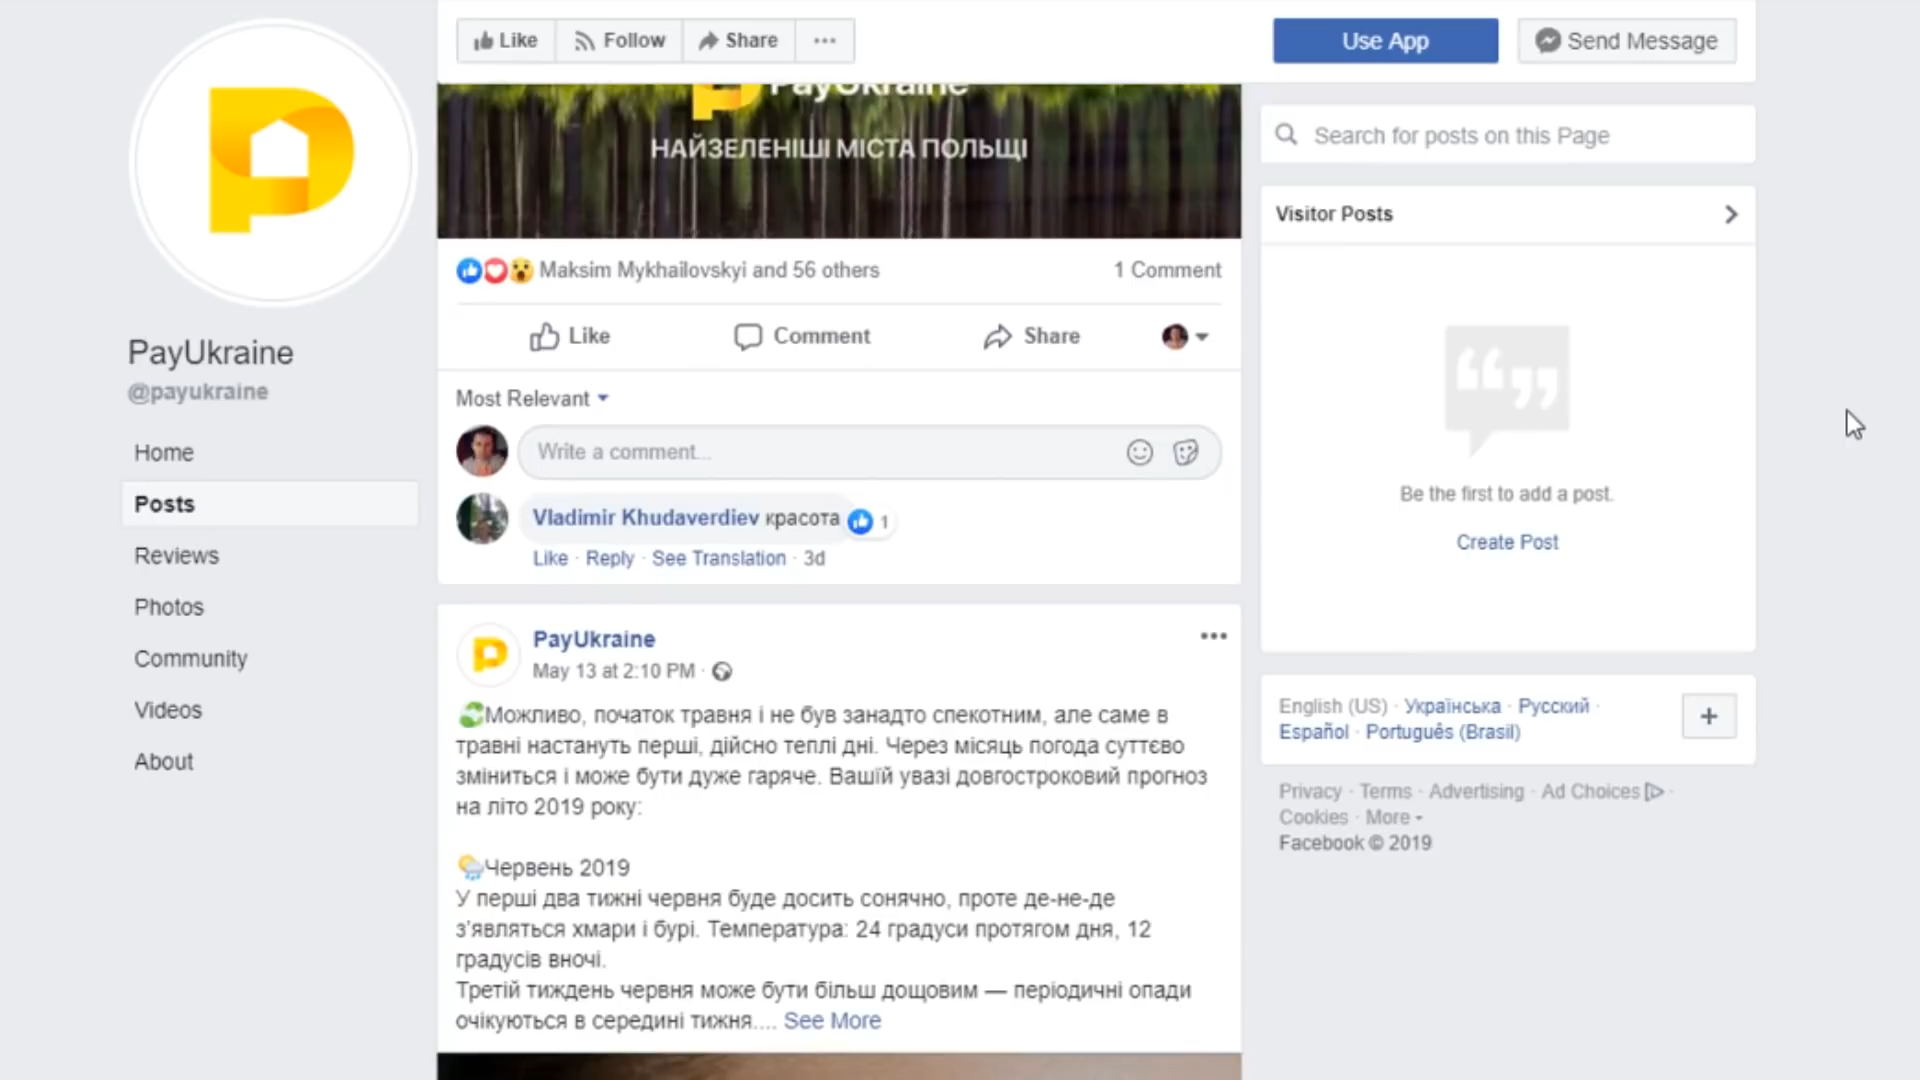 Like
Follow
Share
Use App
Send Message
PayUkraine
НАЙЗЕЛЕНІШІ МІСТА ПОЛЬЩІ
Maksim Mykhailovskyi and 56 others
1 Comment
Like
Comment
Share
Most Relevant
Write a comment...
Vladimir Khudaverdiev красота
1
Like · Reply · See Translation · 3d
PayUkraine
@payukraine
Home
Posts
Reviews
Photos
Community
Videos
About
PayUkraine
May 13 at 2:10 PM ·
Можливо, початок травня і не був занадто спекотним, але саме в
травні настануть перші, дійсно теплі дні. Через місяць погода суттєво
зміниться і може бути дуже гаряче. Вашій увазі довгостроковий прогноз
на літо 2019 року:
Червень 2019
У перші два тижні червня буде досить сонячно, проте де-не-де
з'являться хмари і бурі. Температура: 24 градуси протягом дня, 12
градусів вночі.
Третій тиждень червня може бути більш дощовим — періодичні опади
очікуються в середині тижня.... See More
Search for posts on this Page
Visitor Posts
Be the first to add a post.
Create Post
English (US) · Українська · Русский ·
Español · Português (Brasil)
Privacy · Terms · Advertising · Ad Choices ·
Cookies · More
Facebook © 2019